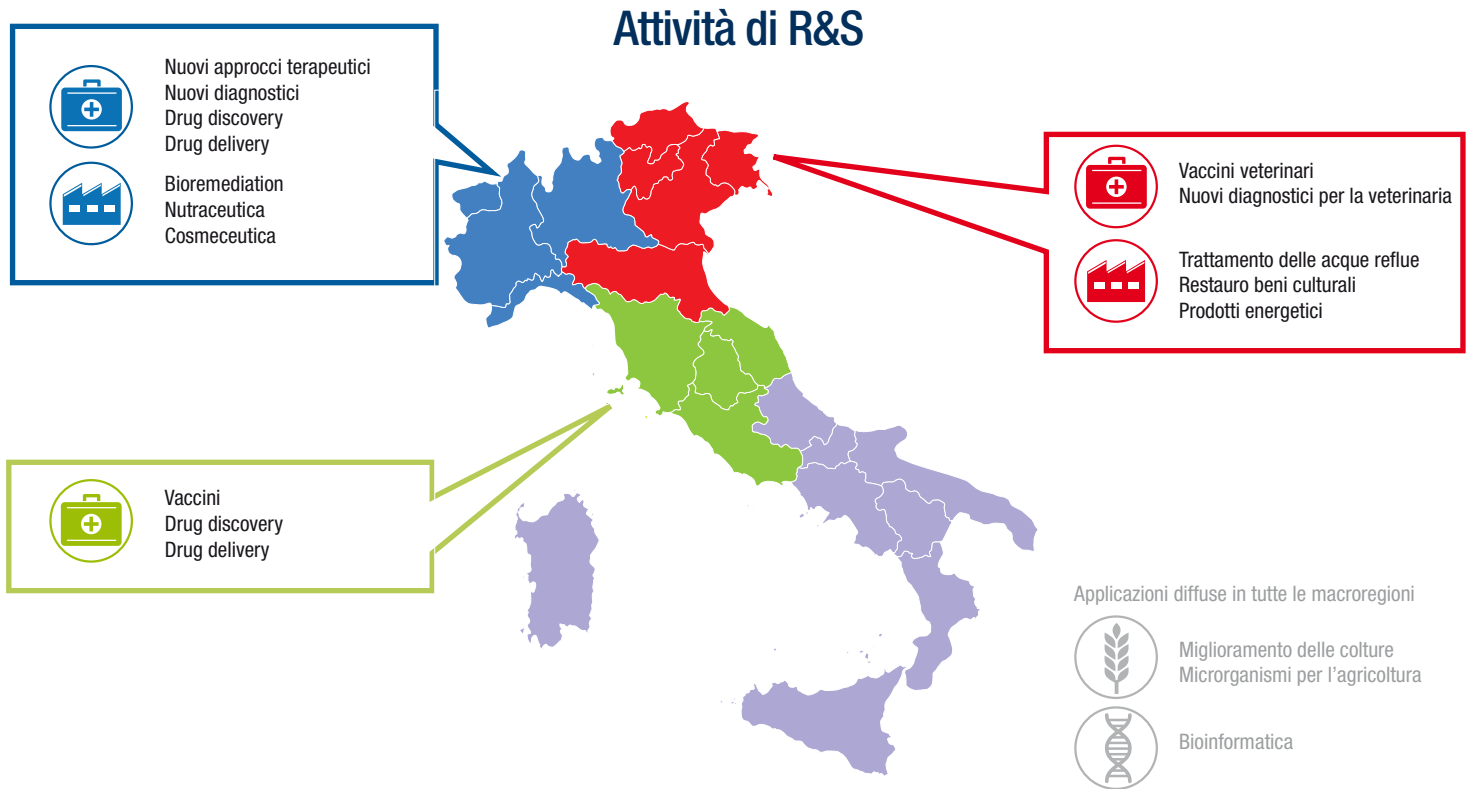 Attività di R&S
Nuovi approcci terapeutici
Nuovi diagnostici
Drug discovery
Drug delivery
Bioremediation
Nutraceutica
Cosmeceutica
Vaccini veterinari
Nuovi diagnostici per la veterinaria
Trattamento delle acque reflue
Restauro beni culturali
Prodotti energetici
Vaccini
Drug discovery
Drug delivery
Applicazioni diffuse in tutte le macroregioni
Miglioramento delle colture
Microrganismi per l'agricoltura
Bioinformatica